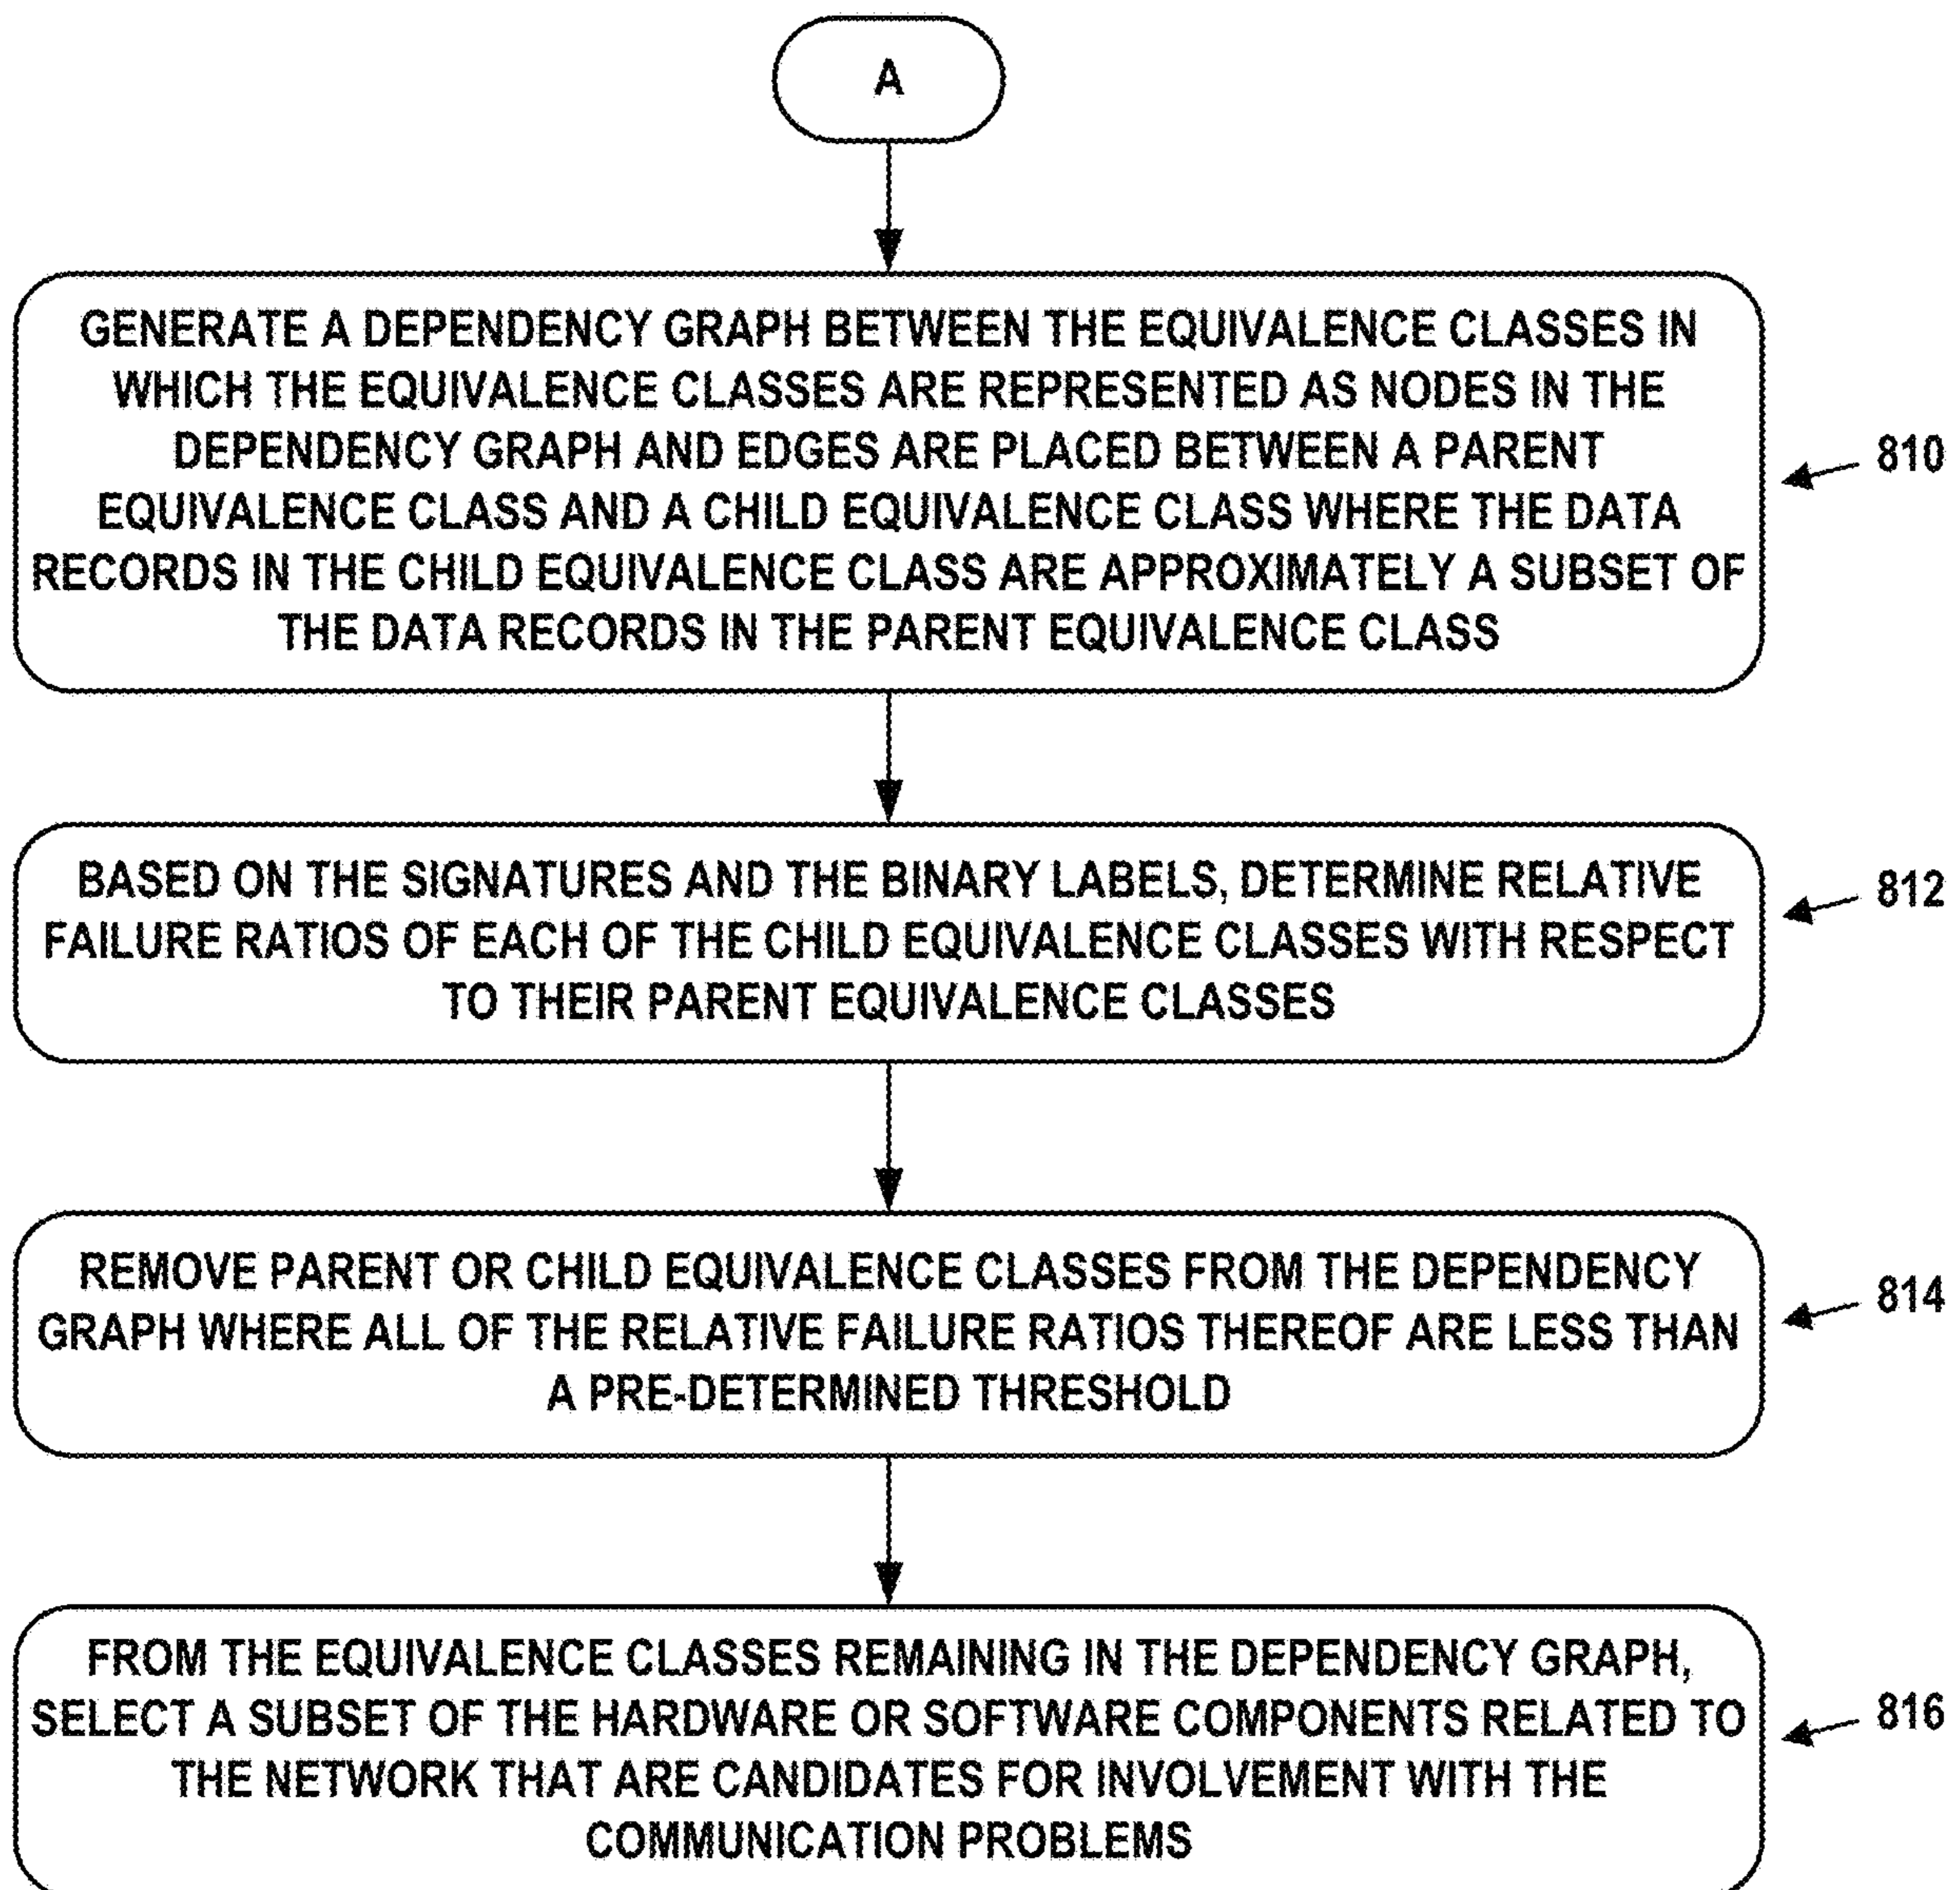 A
GENERATE A DEPENDENCY GRAPH BETWEEN THE EQUIVALENCE CLASSES IN
WHICH THE EQUIVALENCE CLASSES ARE REPRESENTED AS NODES IN THE
DEPENDENCY GRAPH AND EDGES ARE PLACED BETWEEN A PARENT
EQUIVALENCE CLASS AND A CHILD EQUIVALENCE CLASS WHERE THE DATA
RECORDS IN THE CHILD EQUIVALENCE CLASS ARE APPROXIMATELY A SUBSET OF
THE DATA RECORDS IN THE PARENT EQUIVALENCE CLASS
810
BASED ON THE SIGNATURES AND THE BINARY LABELS, DETERMINE RELATIVE
FAILURE RATIOS OF EACH OF THE CHILD EQUIVALENCE CLASSES WITH RESPECT
TO THEIR PARENT EQUIVALENCE CLASSES
812
REMOVE PARENT OR CHILD EQUIVALENCE CLASSES FROM THE DEPENDENCY
GRAPH WHERE ALL OF THE RELATIVE FAILURE RATIOS THEREOF ARE LESS THAN
A PRE-DETERMINED THRESHOLD
814
FROM THE EQUIVALENCE CLASSES REMAINING IN THE DEPENDENCY GRAPH,
SELECT A SUBSET OF THE HARDWARE OR SOFTWARE COMPONENTS RELATED TO
THE NETWORK THAT ARE CANDIDATES FOR INVOLVEMENT WITH THE
COMMUNICATION PROBLEMS
816